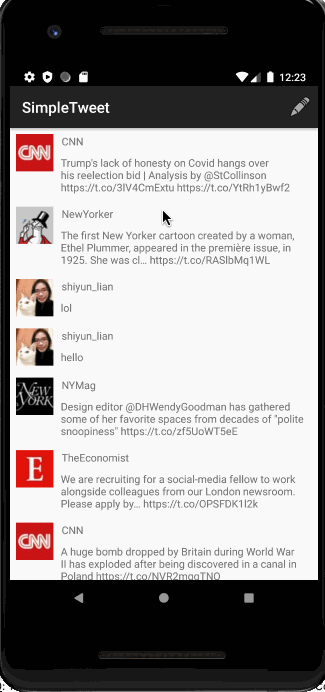 12:23
SimpleTweet
CNN
CNN
Trump's lack of honesty on Covid hangs over
his reelection bid | Analysis by @StCollinson
https://t.co/3lV4CmExtu https://t.co/YtRh1yBwf2
NewYorker
The first New Yorker cartoon created by a woman,
Ethel Plummer, appeared in the première issue, in
1925. She was cl… https://t.co/RASlbMq1WL
shiyun_lian
lol
shiyun_lian
hello
NEW YORK
NYMag
Design editor @DHWendyGoodman has gathered
some of her favorite spaces from decades of "polite
snoopiness" https://t.co/zf5UoWT5eE
E
TheEconomist
We are recruiting for a social-media fellow to work
alongside colleagues from our London newsroom.
Please apply by… https://t.co/OPSFDK1I2k
CNN
CNN
A huge bomb dropped by Britain during World War
II has exploded after being discovered in a canal in
Poland